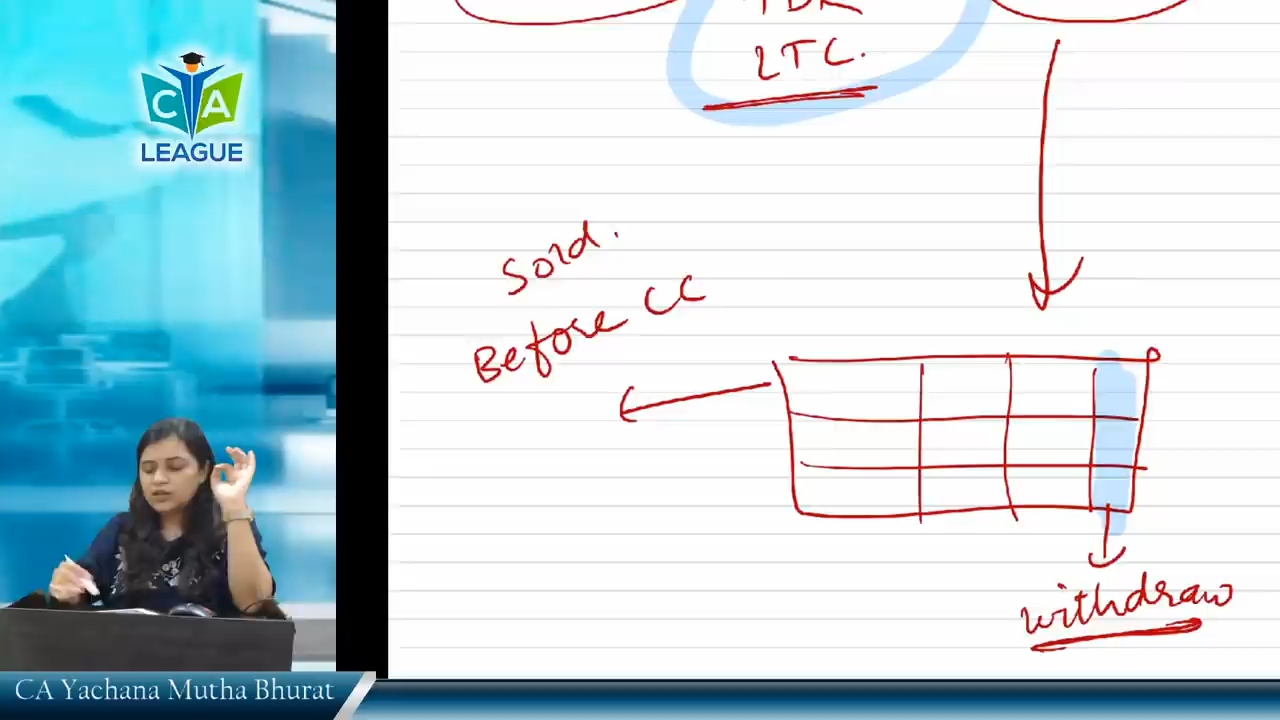 LTC.
CA
LEAGUE
Sold.
Before CC
withdraw
CA Yachana Mutha Bhurat